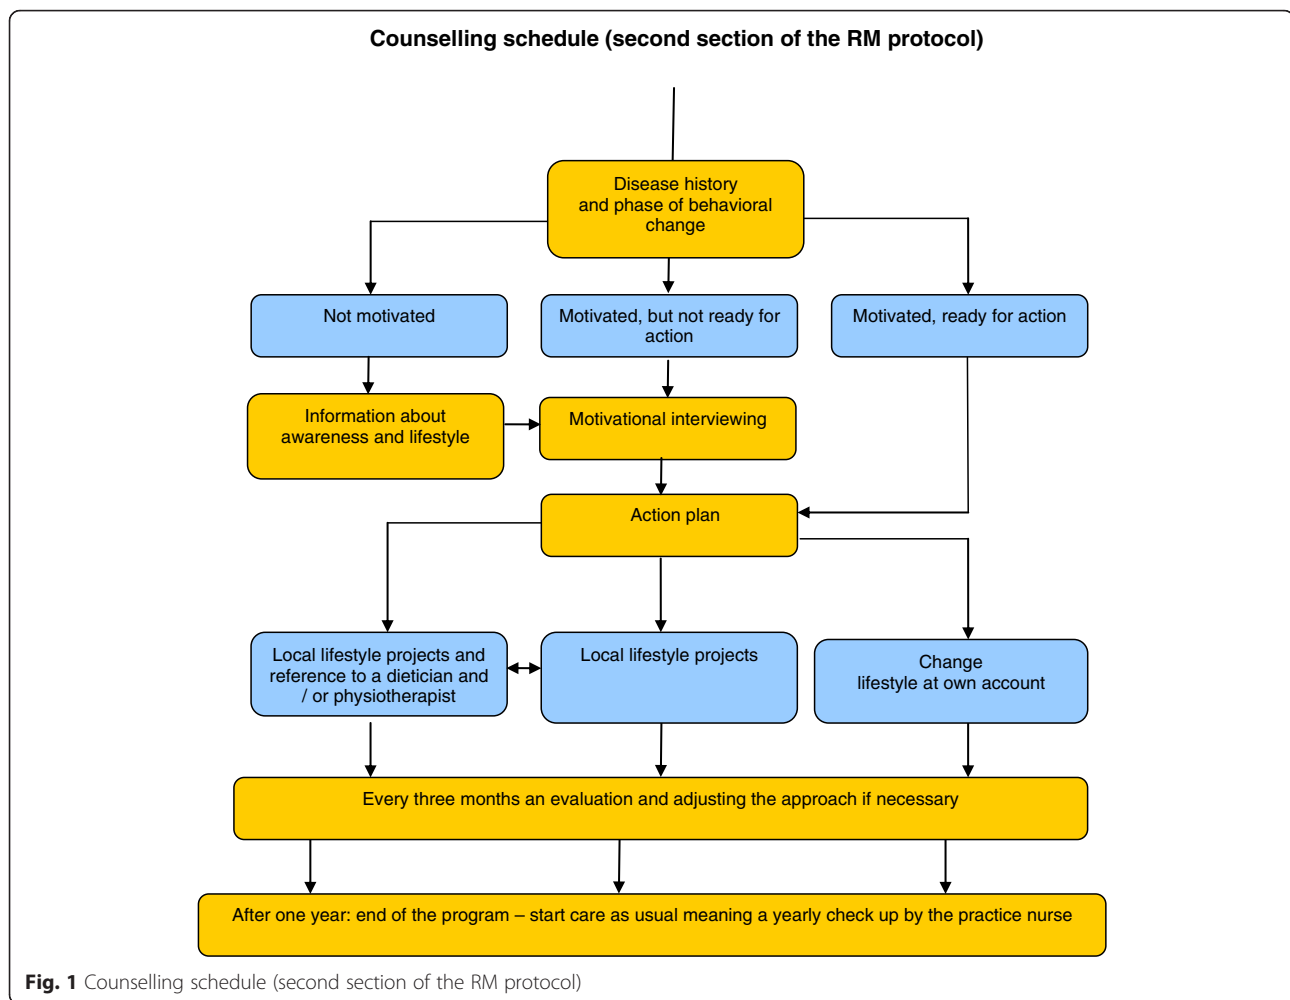 Counselling schedule (second section of the RM protocol)
Disease history
and phase of behavioral
change
Not motivated
Motivated, but not ready for
action
Motivated, ready for action
Information about
awareness and lifestyle
Motivational interviewing
Action plan
Local lifestyle projects and
reference to a dietician and
/ or physiotherapist
Local lifestyle projects
Change
lifestyle at own account
Every three months an evaluation and adjusting the approach if necessary
After one year: end of the program – start care as usual meaning a yearly check up by the practice nurse
Fig. 1 Counselling schedule (second section of the RM protocol)